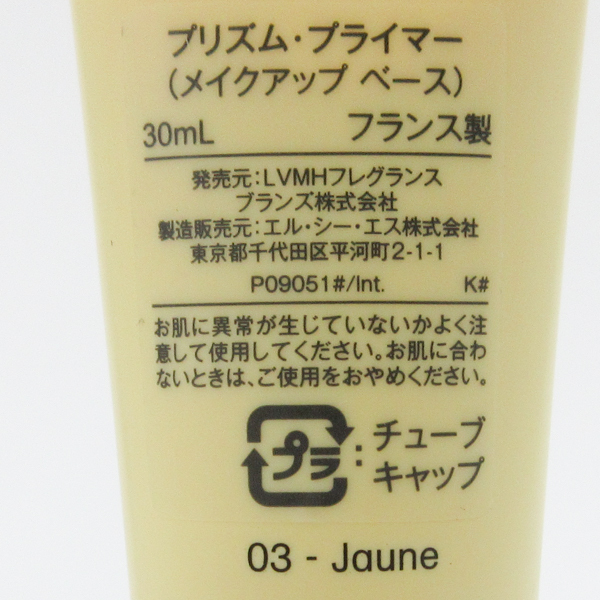 プリズム・プライマー
(メイクアップ ベース)
30mL フランス製
発売元:LVMHフレグランス
ブランズ株式会社
製造販売元:エル・シー・エス株式会社
東京都千代田区平河町2-1-1
P09051#/Int. K#
お肌に異常が生じていないかよく注
意して使用してください。お肌に合わ
ないときは、ご使用をおやめください。
プラ : チューブ
キャップ
03 - Jaune